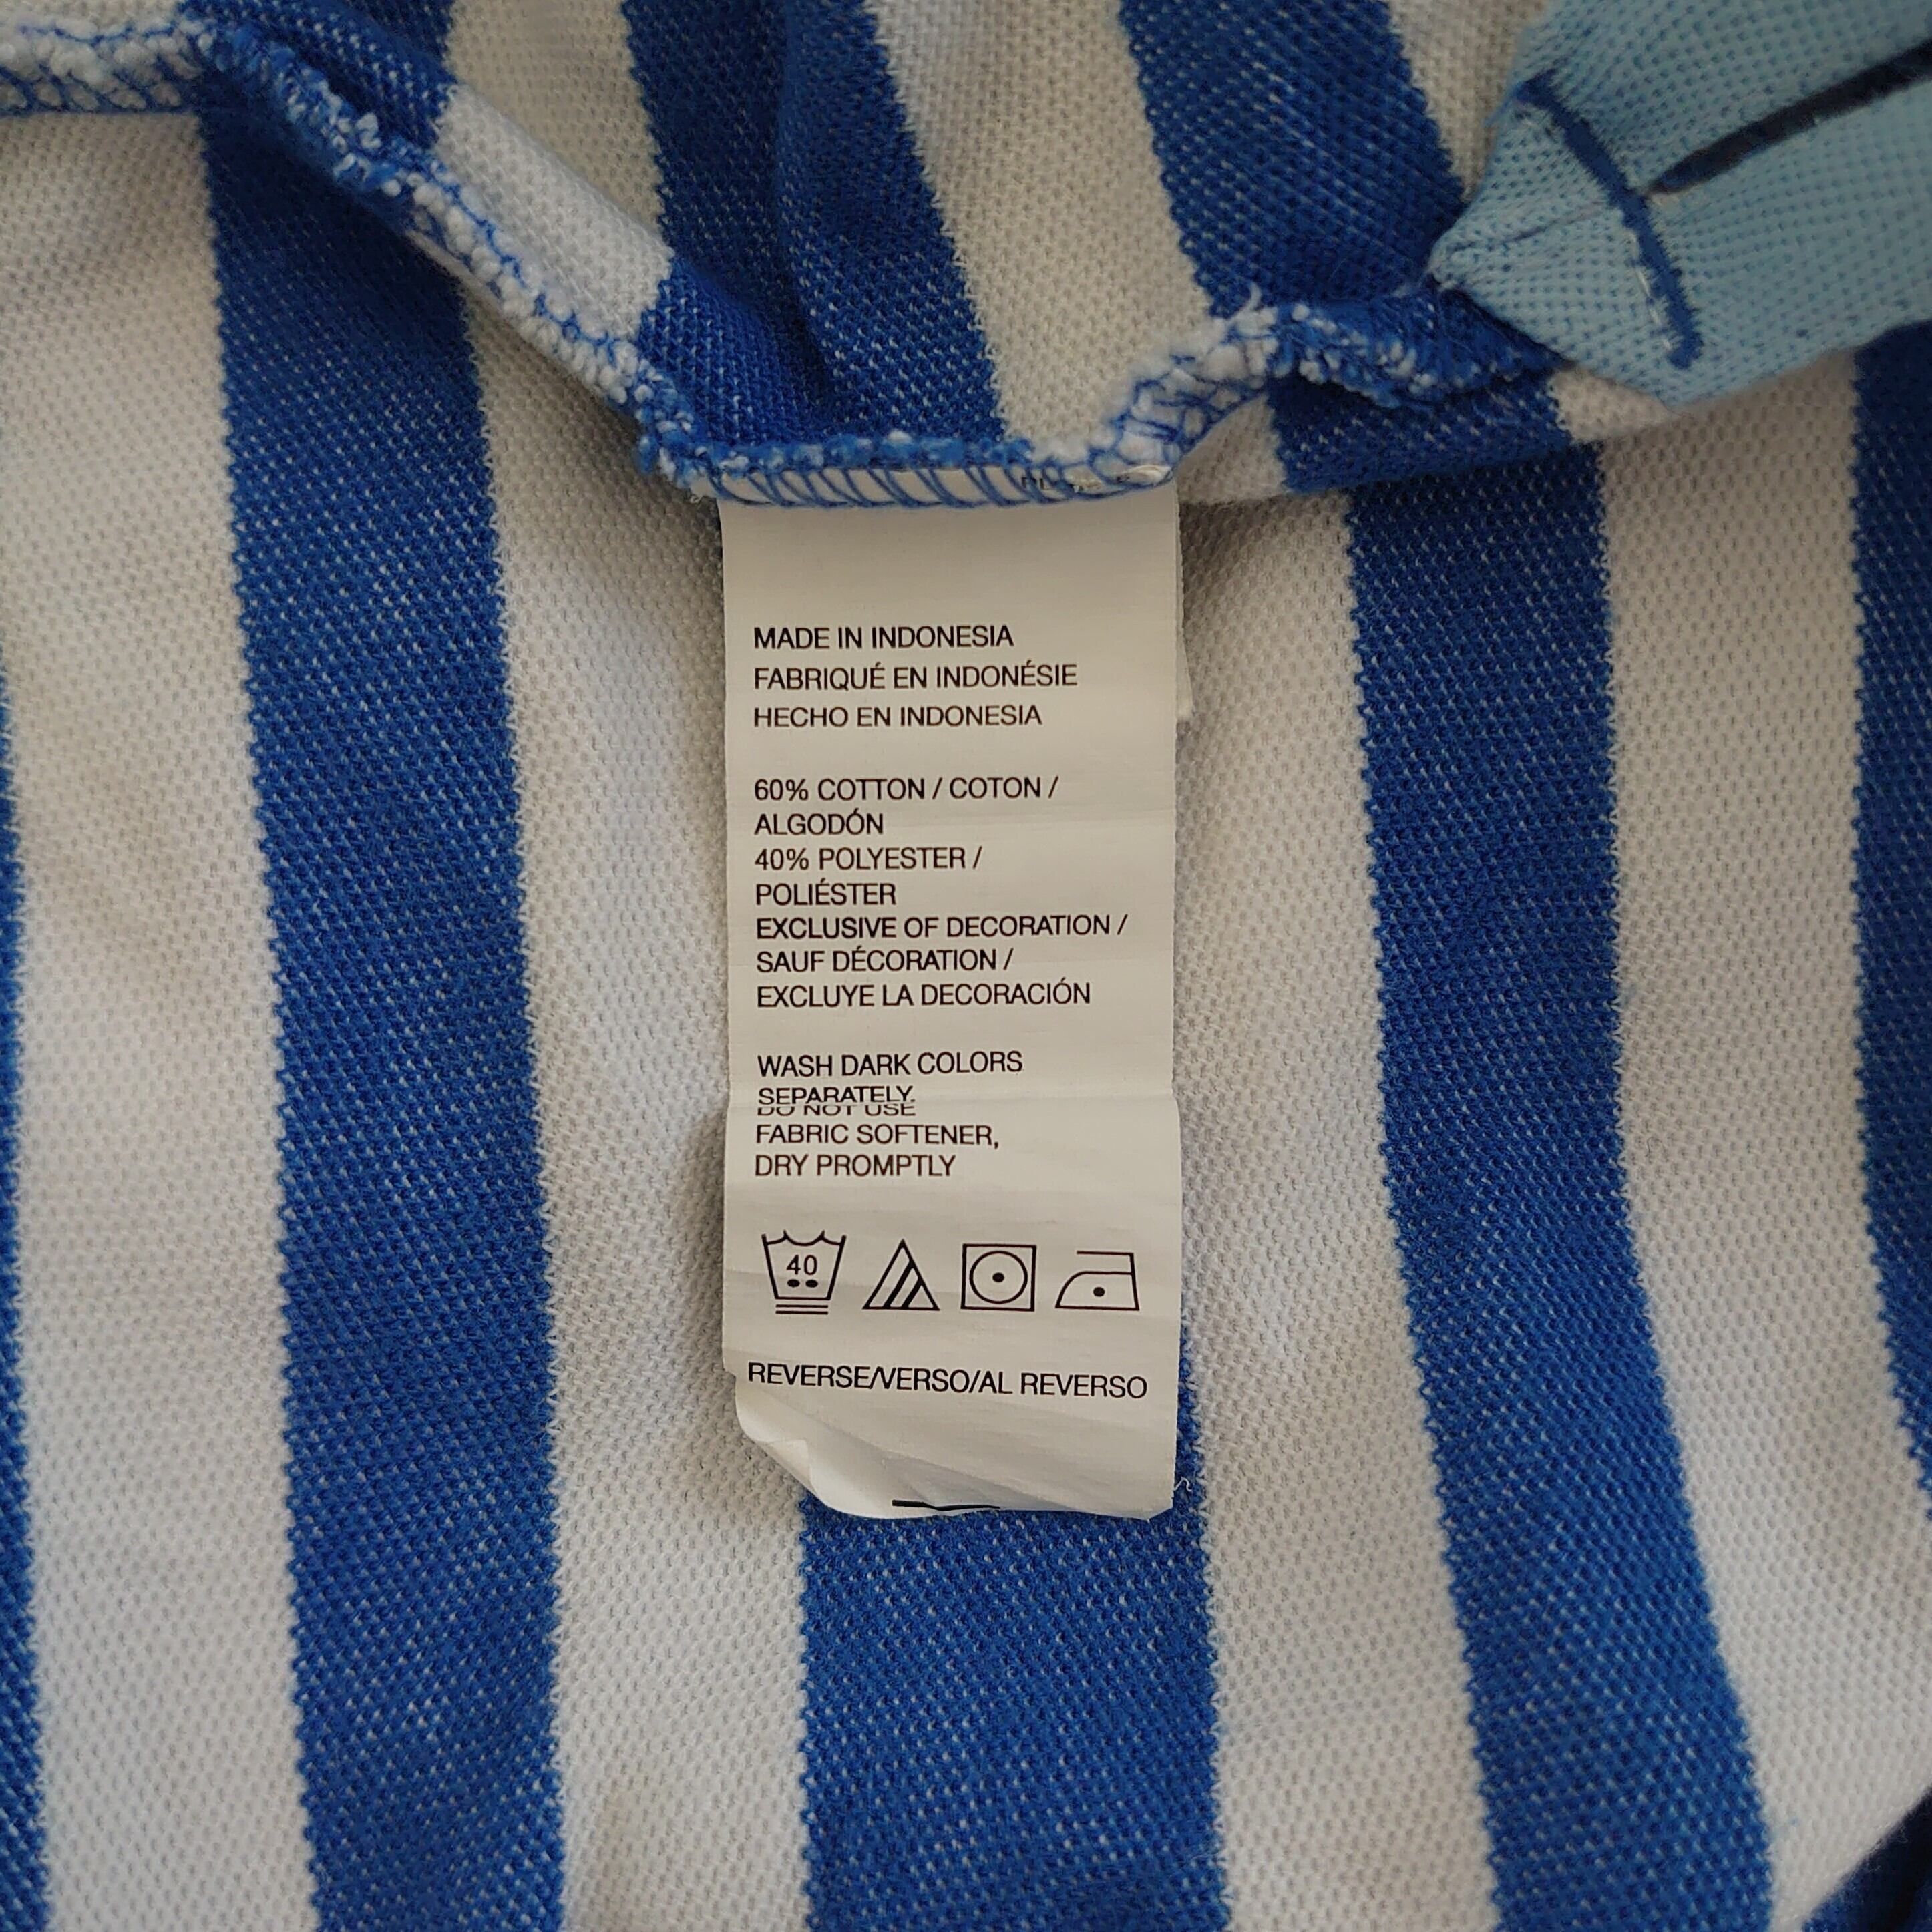 MADE IN INDONESIA
FABRIQUÉ EN INDONÉSIE
HECHO EN INDONESIA
60% COTTON / COTON /
ALGODÓN
40% POLYESTER /
POLIÉSTER
EXCLUSIVE OF DECORATION /
SAUF DÉCORATION /
EXCLUYE LA DECORACIÓN
WASH DARK COLORS
SEPARATELY.
DO NOT USE
FABRIC SOFTENER,
DRY PROMPTLY
40
REVERSE/VERSO/AL REVERSO